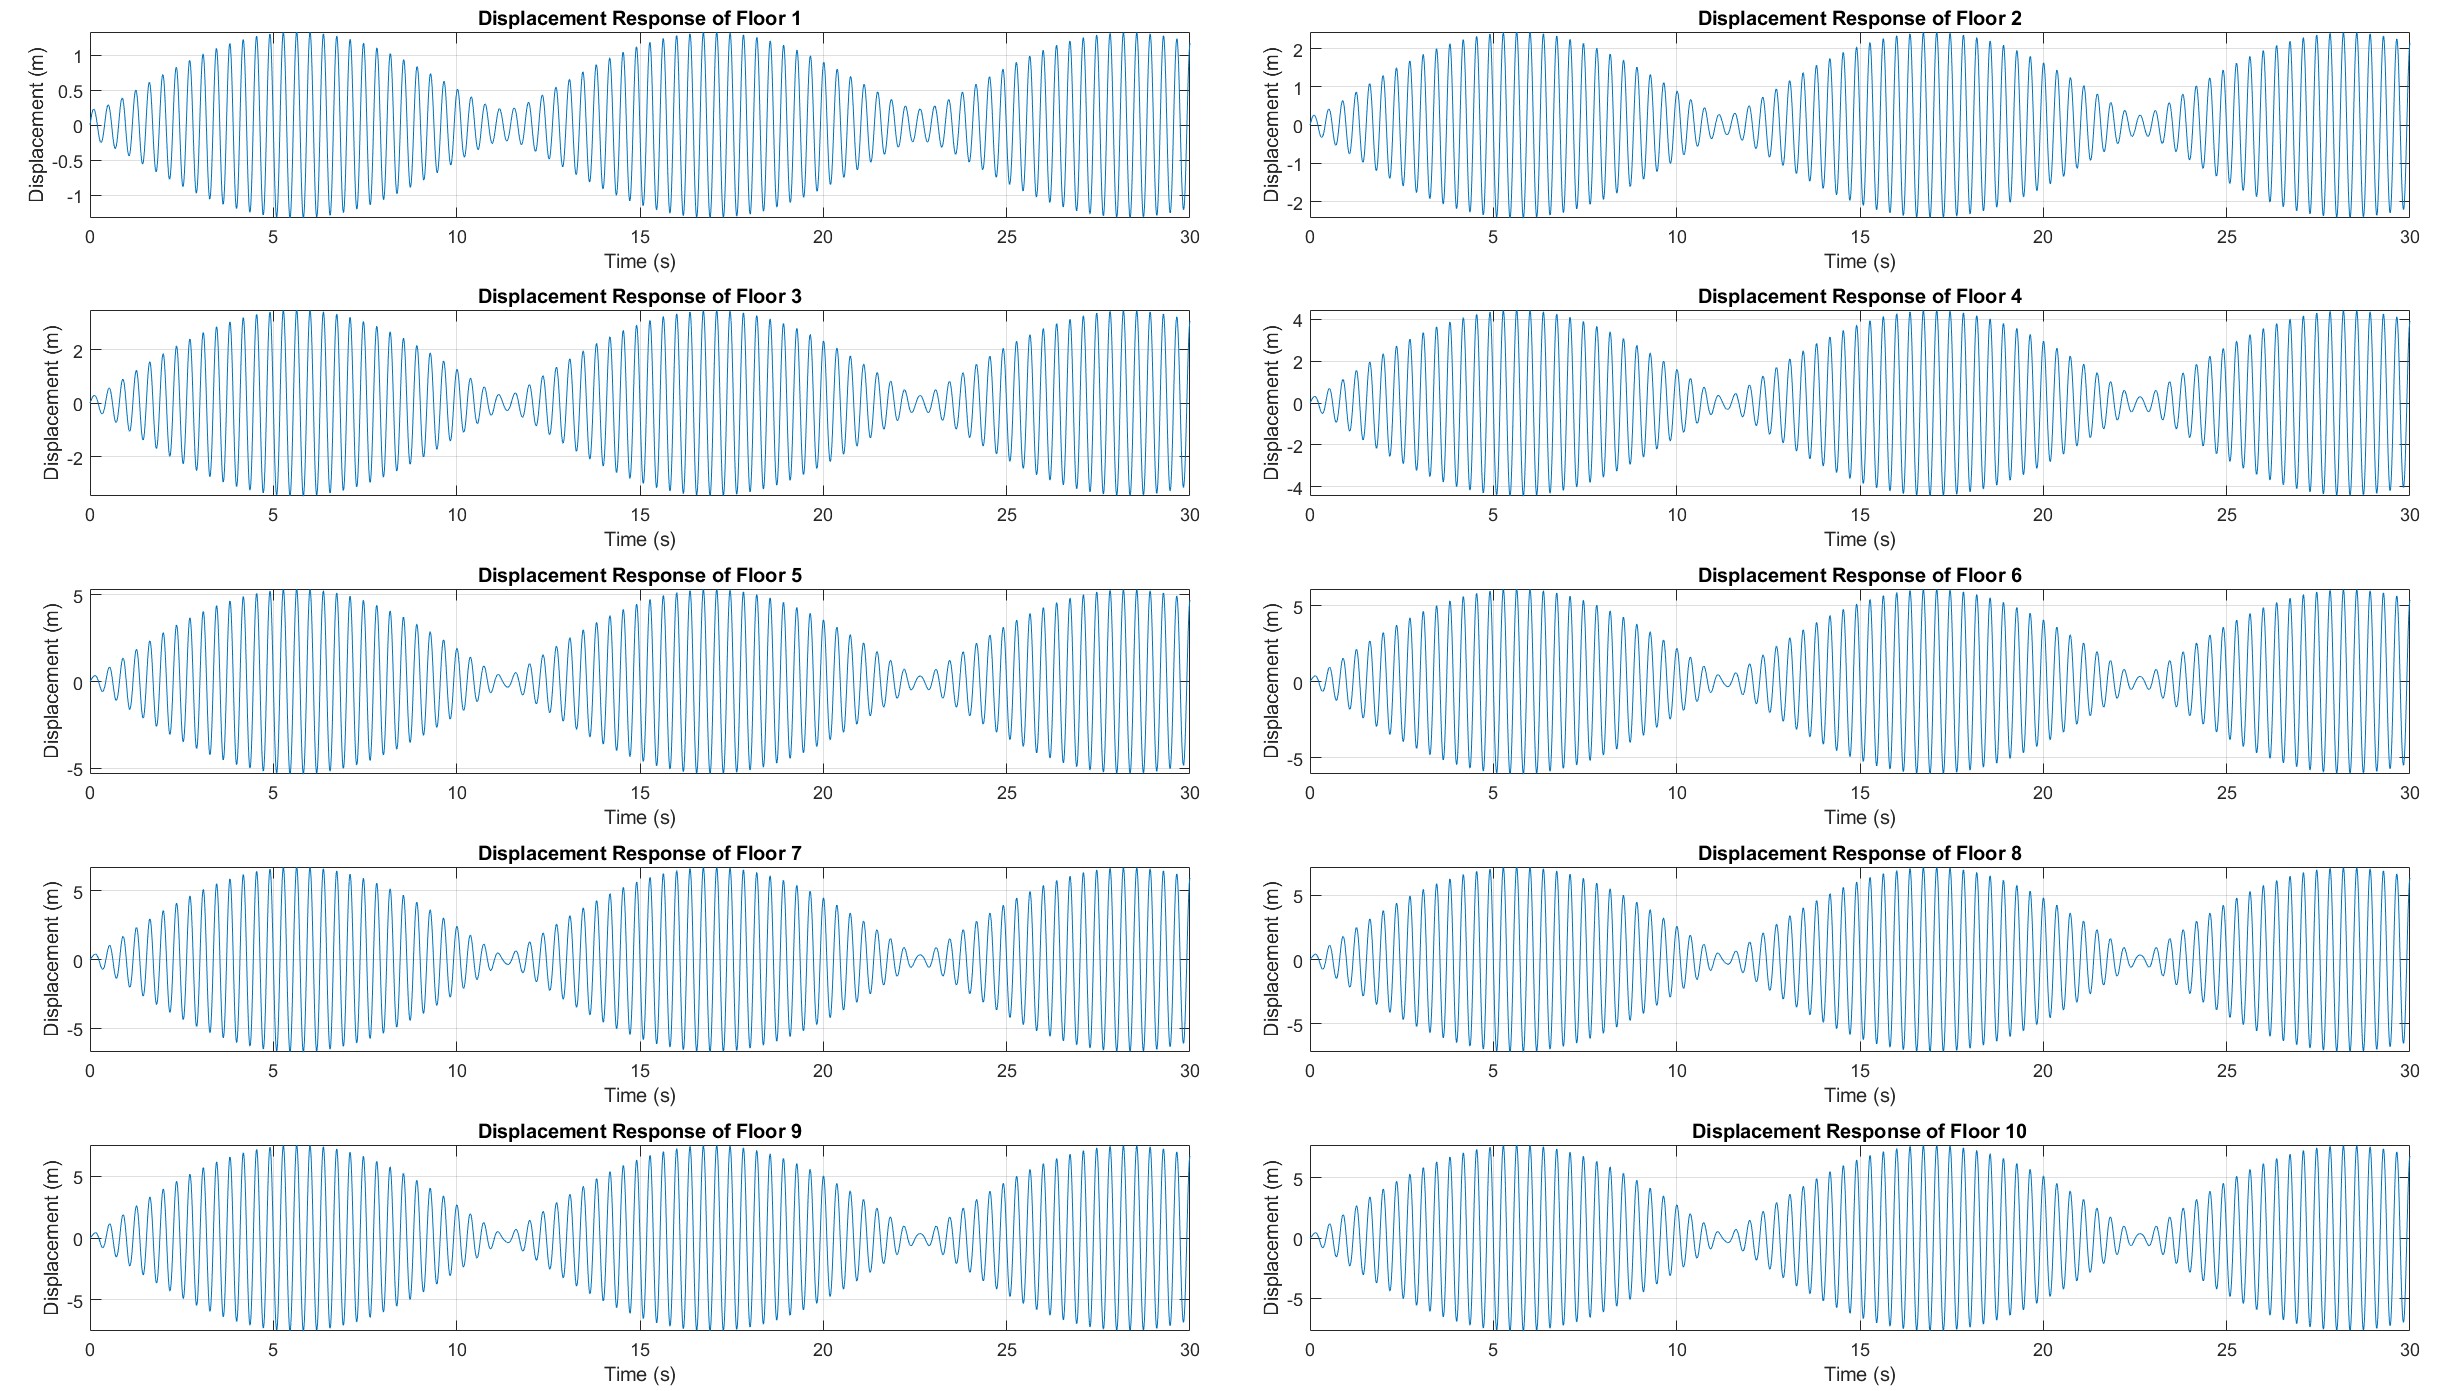 Displacement Response of Floor 1
Displacement (m)
1
0.5
0
-0.5
-1
0 5 10 15 20 25 30
Time (s)
Displacement Response of Floor 2
Displacement (m)
2
1
0
-1
-2
0 5 10 15 20 25 30
Time (s)
Displacement Response of Floor 3
Displacement (m)
2
0
-2
0 5 10 15 20 25 30
Time (s)
Displacement Response of Floor 4
Displacement (m)
4
2
0
-2
-4
0 5 10 15 20 25 30
Time (s)
Displacement Response of Floor 5
Displacement (m)
5
0
-5
0 5 10 15 20 25 30
Time (s)
Displacement Response of Floor 6
Displacement (m)
5
0
-5
0 5 10 15 20 25 30
Time (s)
Displacement Response of Floor 7
Displacement (m)
5
0
-5
0 5 10 15 20 25 30
Time (s)
Displacement Response of Floor 8
Displacement (m)
5
0
-5
0 5 10 15 20 25 30
Time (s)
Displacement Response of Floor 9
Displacement (m)
5
0
-5
0 5 10 15 20 25 30
Time (s)
Displacement Response of Floor 10
Displacement (m)
5
0
-5
0 5 10 15 20 25 30
Time (s)